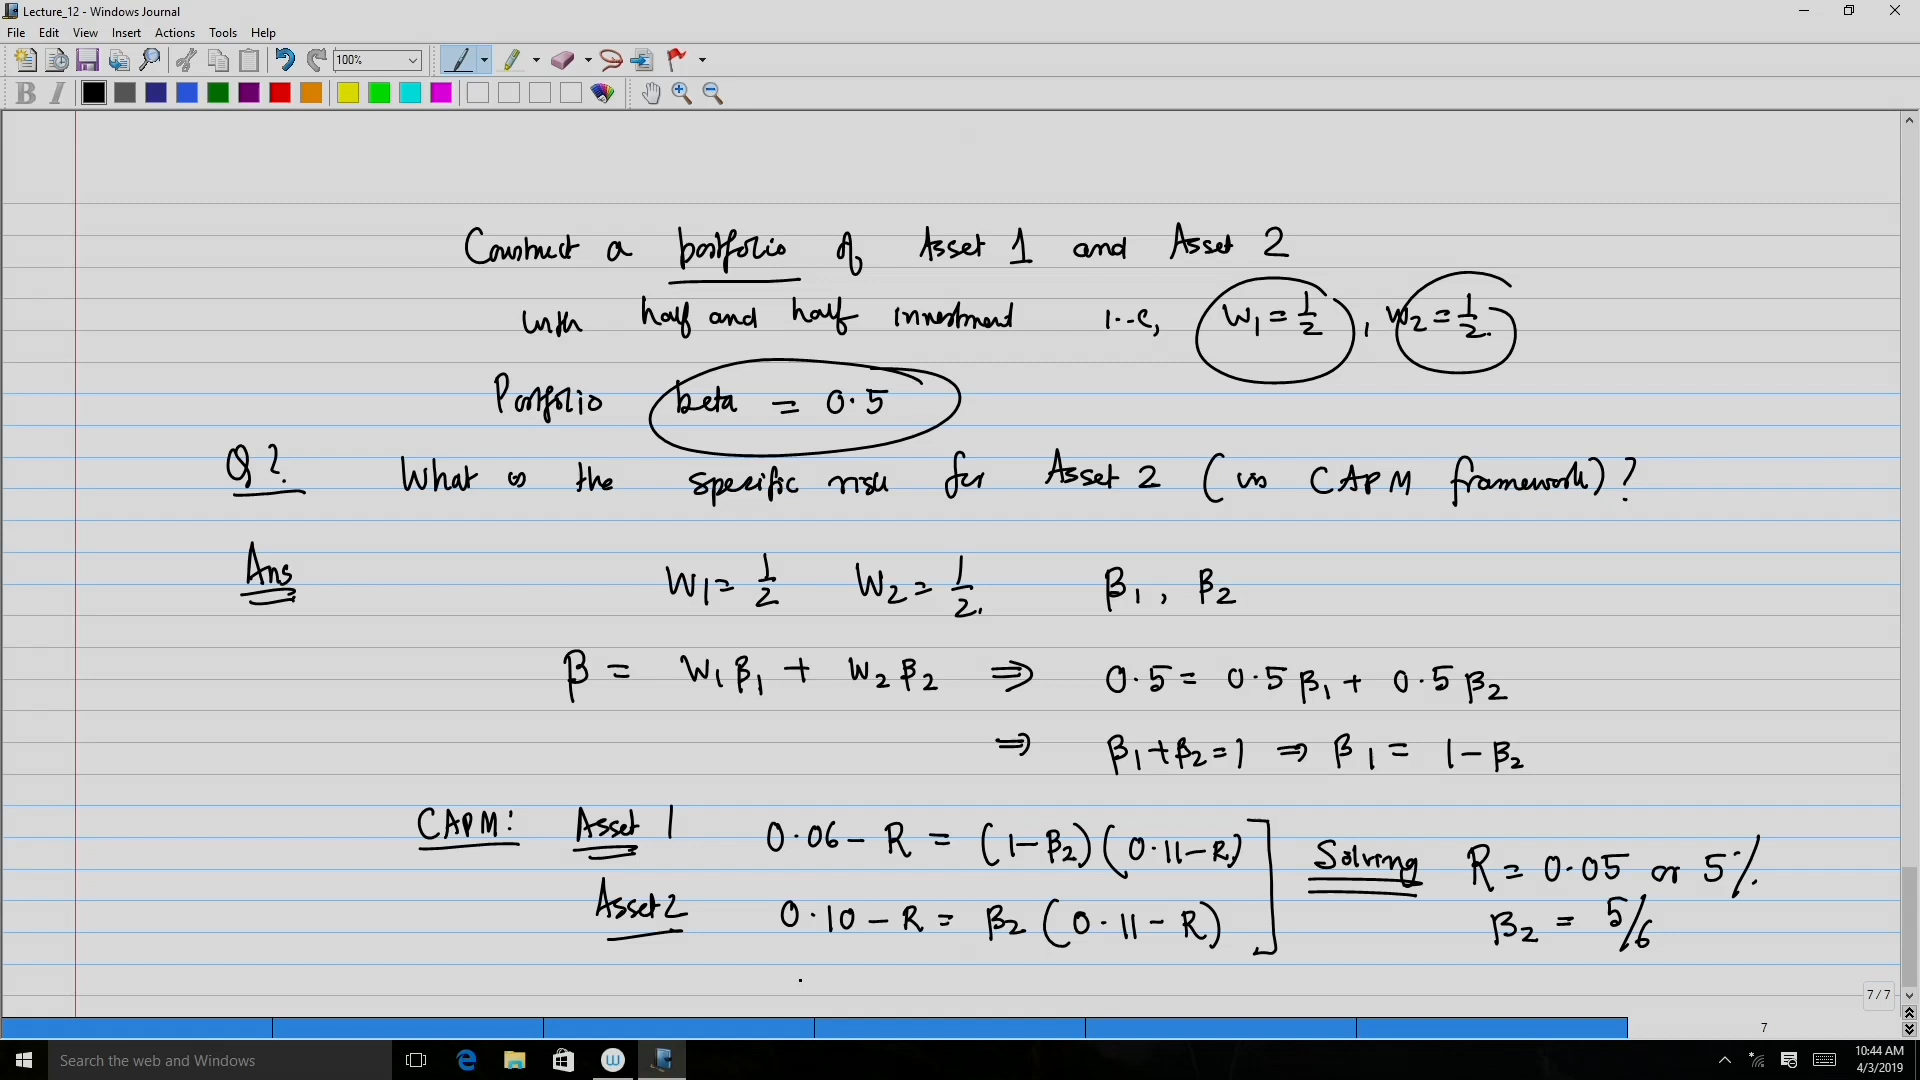 Lecture_12 - Windows Journal
File Edit View Insert Actions Tools Help
100%
B I
Construct a portfolio of Asset 1 and Asset 2
with half and half investment i.e, W1 = 1/2, W2 = 1/2.
Portfolio beta = 0.5
Q? What is the specific risk for Asset 2 (in CAPM framework)?
Ans W1 = 1/2 W2 = 1/2. β1, β2
β = W1β1 + W2β2 ⇒ 0.5 = 0.5β1 + 0.5β2
⇒ β1+β2=1 ⇒ β1 = 1-β2
CAPM: Asset 1 0.06 - R = (1-β2)(0.11-R)] Solving R = 0.05 or 5%
Asset 2 0.10 - R = β2 (0.11 - R) β2 = 5/6
7 / 7
7
Search the web and Windows
10:44 AM
4/3/2019